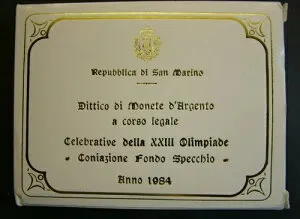 Repubblica di San Marino
Dittico di Monete d'Argento
a corso legale
Celebrative della XXIII Olimpiade
- Coniazione Fondo Specchio -
Anno 1984